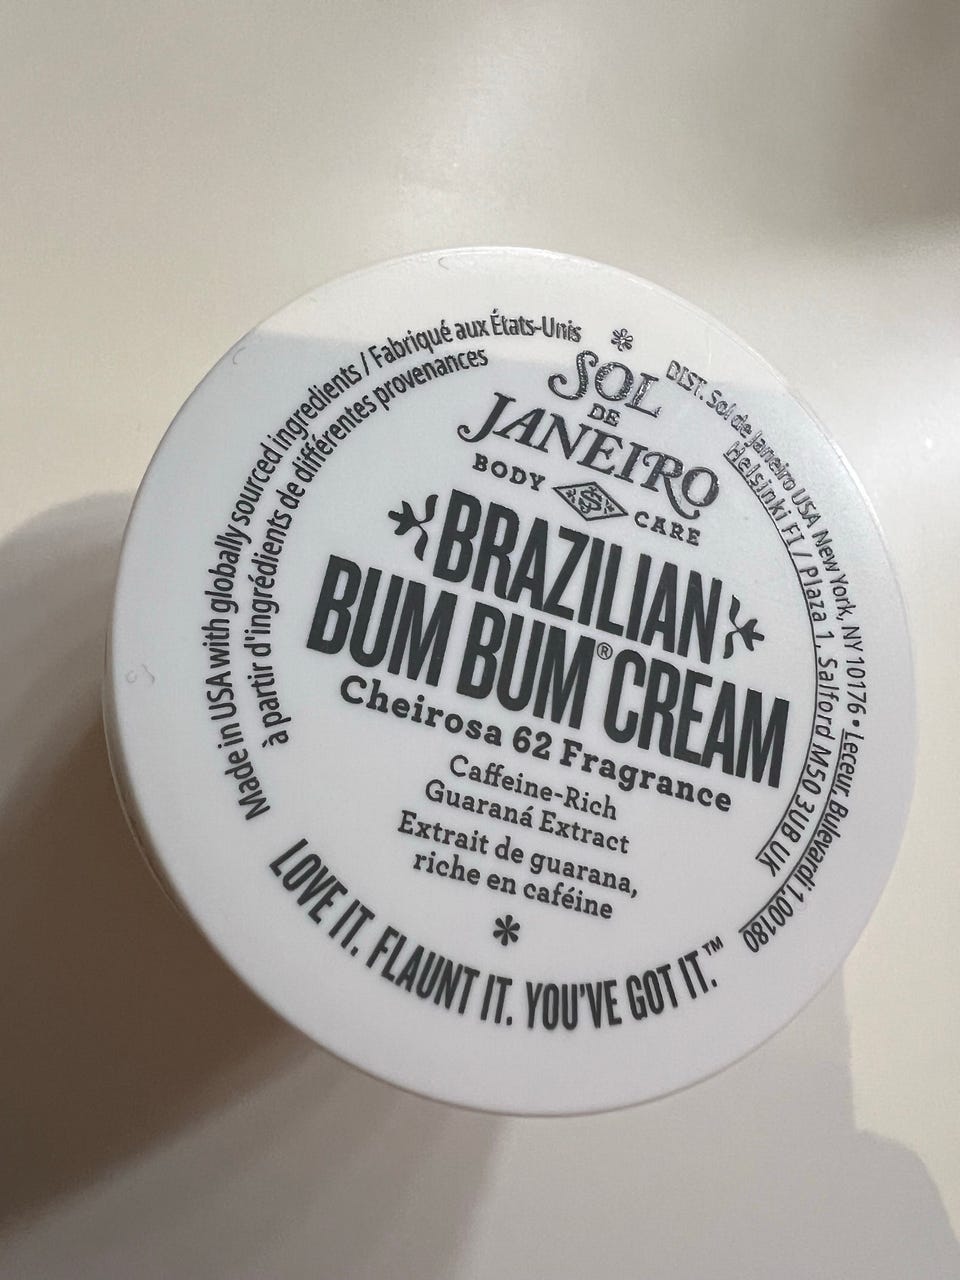 Made in USA with globally sourced ingredients / Fabriqué aux États-Unis
à partir d'ingrédients de différentes provenances
SOL
DE
JANEIRO
BODY CARE
BRAZILIAN
BUM BUM® CREAM
Cheirosa 62 Fragrance
Caffeine-Rich
Guaraná Extract
Extrait de guarana,
riche en caféine
*
LOVE IT. FLAUNT IT. YOU'VE GOT IT.™
DIST. Sol de Janeiro USA New York, NY 10176 • Lecceur, Bulevardi 1, 00180
Helsinki FI / Plaza 1, Salford M50 3UB UK